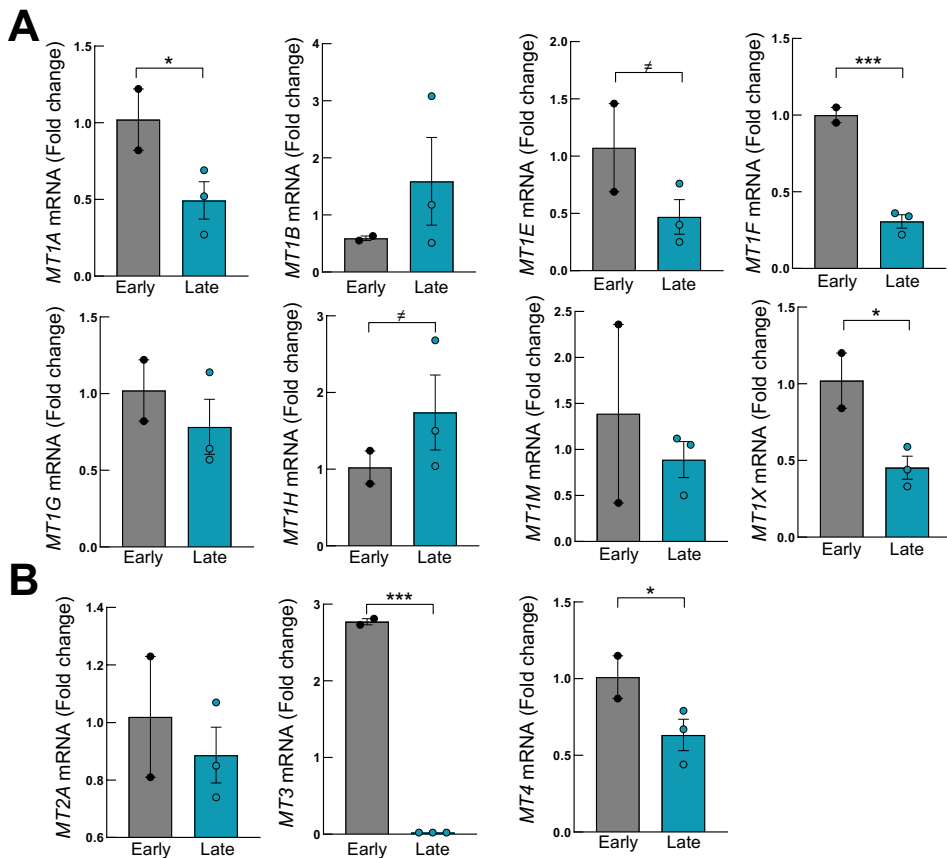 A
MT1A mRNA (Fold change)
1.5
1.0
0.5
0.0
*
Early Late
MT1B mRNA (Fold change)
4
3
2
1
0
Early Late
MT1E mRNA (Fold change)
2.0
1.5
1.0
0.5
0.0
≠
Early Late
MT1F mRNA (Fold change)
1.5
1.0
0.5
0.0
***
Early Late
MT1G mRNA (Fold change)
1.5
1.0
0.5
0.0
Early Late
MT1H mRNA (Fold change)
3
2
1
0
≠
Early Late
MT1M mRNA (Fold change)
2.5
2.0
1.5
1.0
0.5
0.0
Early Late
MT1X mRNA (Fold change)
1.5
1.0
0.5
0.0
*
Early Late
B
MT2A mRNA (Fold change)
1.4
1.2
1.0
0.8
0.6
Early Late
MT3 mRNA (Fold change)
3
2
1
0
***
Early Late
MT4 mRNA (Fold change)
1.5
1.0
0.5
0.0
*
Early Late